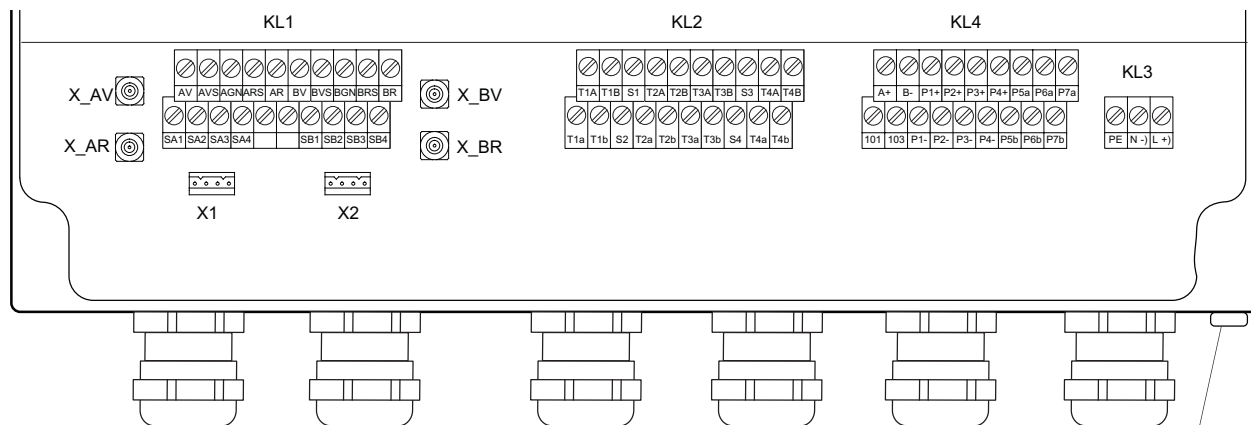 KL1 KL2 KL4
KL3
X_AV X_BV
AV AVS AGN ARS AR BV BVS BGN BRS BR
T1A T1B S1 T2A T2B T3A T3B S3 T4A T4B
A+ B- P1+ P2+ P3+ P4+ P5a P6a P7a
X_AR X_BR
SA1 SA2 SA3 SA4 SB1 SB2 SB3 SB4
T1a T1b S2 T2a T2b T3a T3b S4 T4a T4b
101 103 P1- P2- P3- P4- P5b P6b P7b
PE N -) L +)
X1 X2